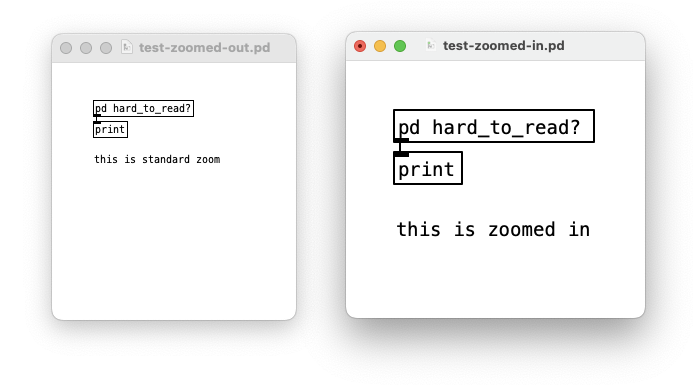 test-zoomed-out.pd
pd hard_to_read?
print
this is standard zoom
test-zoomed-in.pd
pd hard_to_read?
print
this is zoomed in